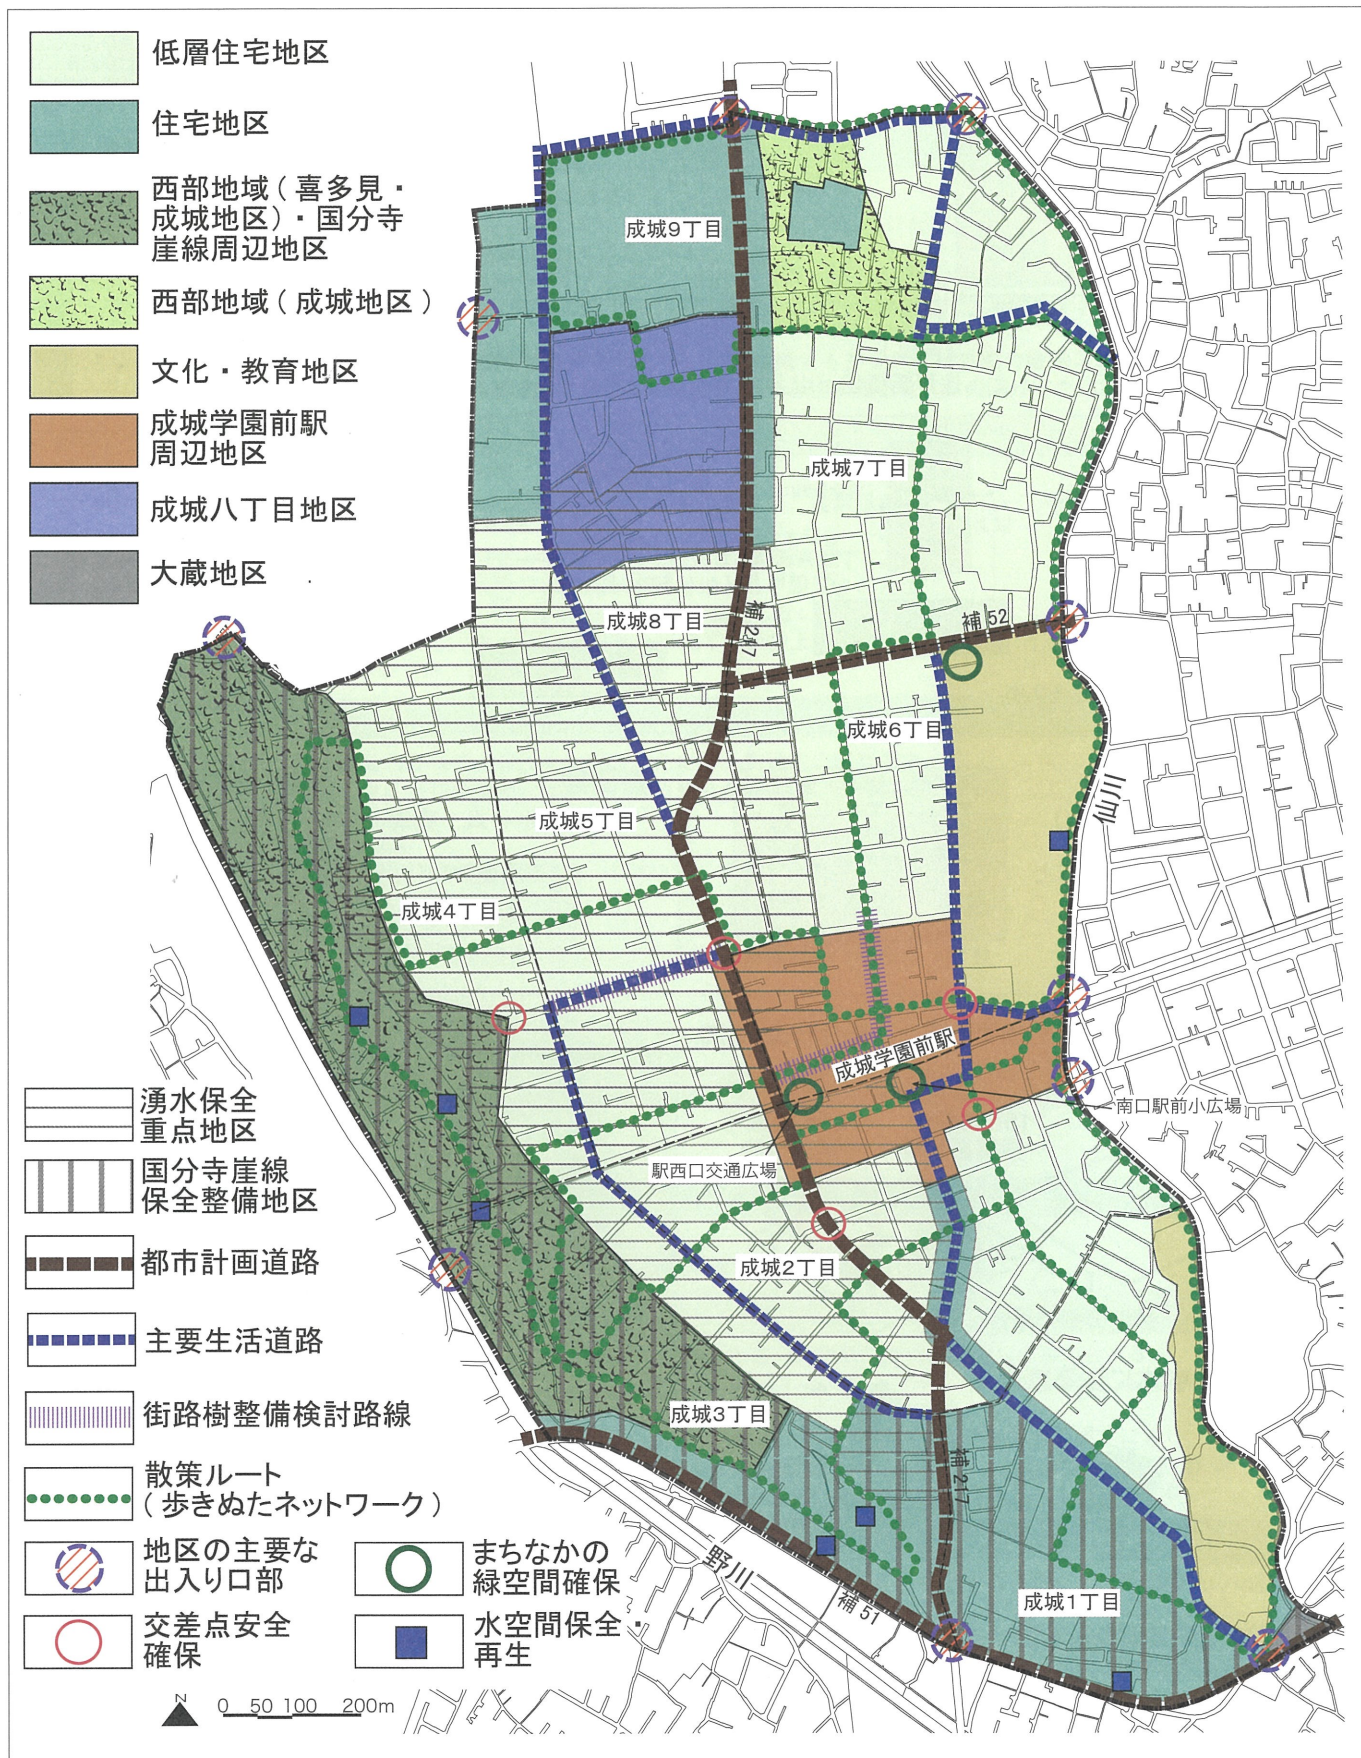 低層住宅地区
住宅地区
西部地域(喜多見・
成城地区)・国分寺
崖線周辺地区
西部地域(成城地区)
文化・教育地区
成城学園前駅
周辺地区
成城八丁目地区
大蔵地区
成城9丁目
成城7丁目
補52
成城8丁目
補217
成城6丁目
成城5丁目
仙川
成城4丁目
成城学園前駅
南口駅前小広場
駅西口交通広場
成城2丁目
成城3丁目
補217
野川
補51
成城1丁目
湧水保全
重点地区
国分寺崖線
保全整備地区
都市計画道路
主要生活道路
街路樹整備検討路線
散策ルート
(歩きぬたネットワーク)
地区の主要な
出入り口部
まちなかの
緑空間確保
交差点安全
確保
水空間保全・
再生
N
0 50 100 200m